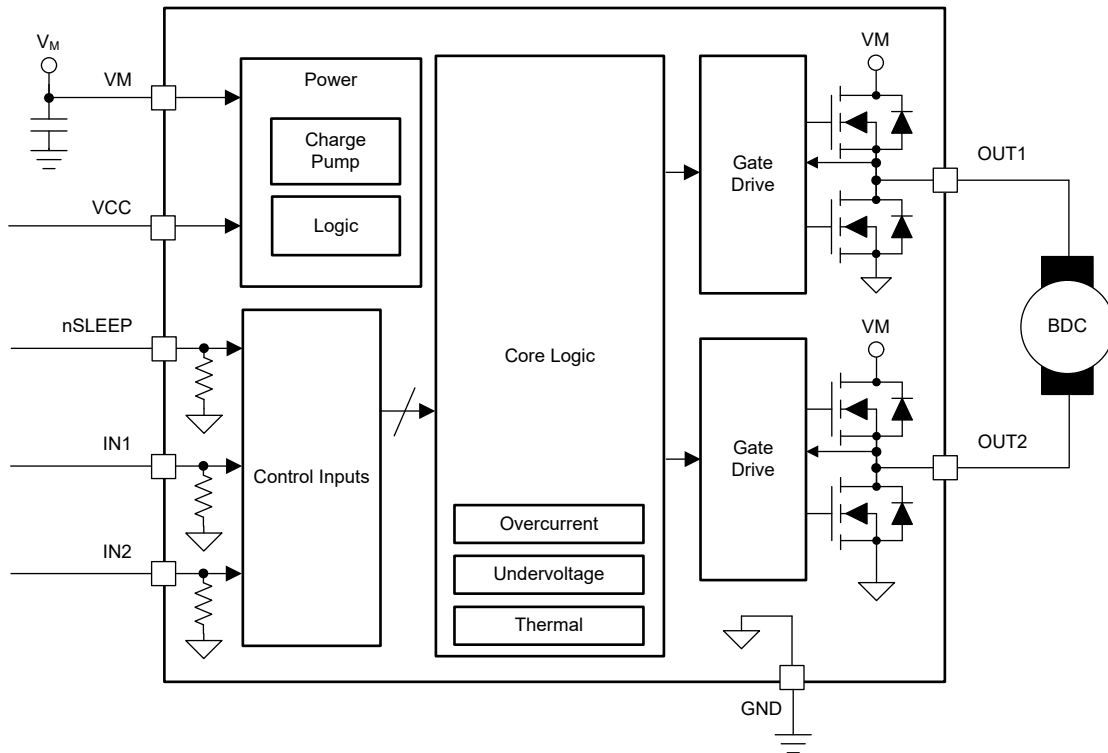 V_M
VM
Power
Charge
Pump
VCC
Logic
nSLEEP
IN1
Control Inputs
IN2
Core Logic
Overcurrent
Undervoltage
Thermal
Gate
Drive
VM
OUT1
BDC
Gate
Drive
VM
OUT2
GND